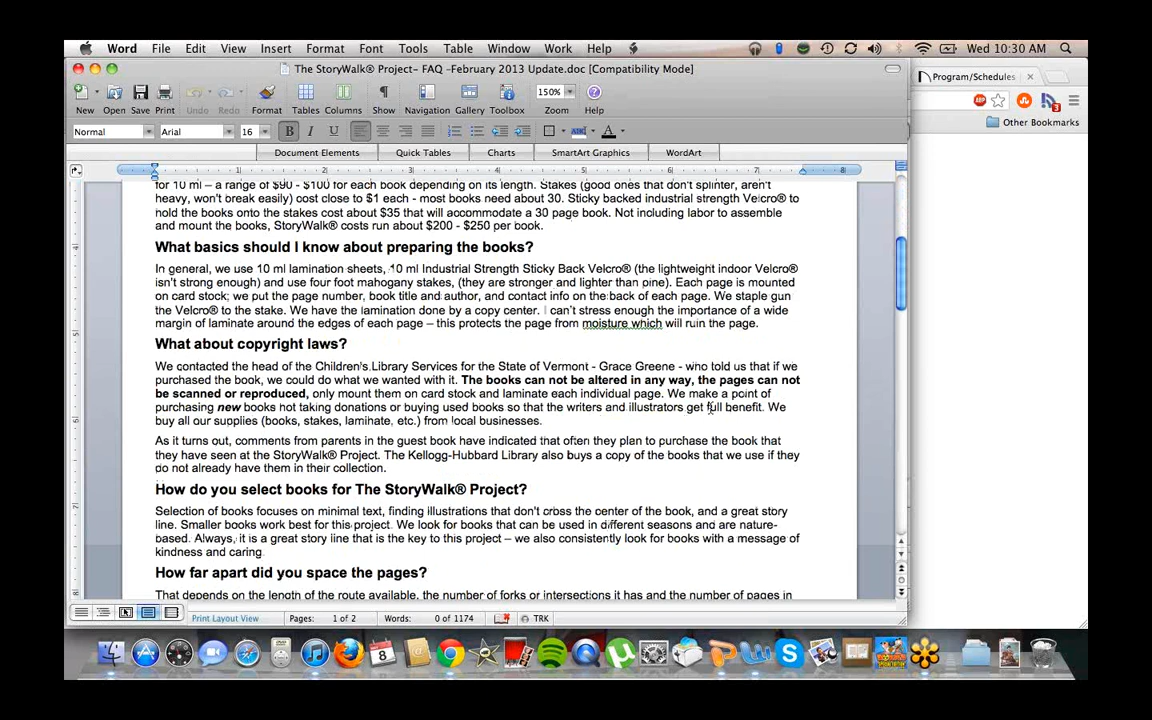 Word File Edit View Insert Format Font Tools Table Window Work Help Wed 10:30 AM
The StoryWalk® Project– FAQ –February 2013 Update.doc [Compatibility Mode]
Program/Schedules
New Open Save Print Undo Redo Format Tables Columns Show Navigation Gallery Toolbox Zoom Help
150%
3
Other Bookmarks
Normal Arial 16 B I U
Document Elements Quick Tables Charts SmartArt Graphics WordArt
1 2 3 4 5 6 7 8
for 10 ml – a range of $90 - $100 for each book depending on its length. Stakes (good ones that don't splinter, aren't
heavy, won't break easily) cost close to $1 each - most books need about 30. Sticky backed industrial strength Velcro® to
hold the books onto the stakes cost about $35 that will accommodate a 30 page book. Not including labor to assemble
and mount the books, StoryWalk® costs run about $200 - $250 per book.
What basics should I know about preparing the books?
In general, we use 10 ml lamination sheets, 10 ml Industrial Strength Sticky Back Velcro® (the lightweight indoor Velcro®
isn't strong enough) and use four foot mahogany stakes, (they are stronger and lighter than pine). Each page is mounted
on card stock; we put the page number, book title and author, and contact info on the back of each page. We staple gun
the Velcro® to the stake. We have the lamination done by a copy center. I can't stress enough the importance of a wide
margin of laminate around the edges of each page – this protects the page from moisture which will ruin the page.
What about copyright laws?
We contacted the head of the Children's Library Services for the State of Vermont - Grace Greene - who told us that if we
purchased the book, we could do what we wanted with it. The books can not be altered in any way, the pages can not
be scanned or reproduced, only mount them on card stock and laminate each individual page. We make a point of
purchasing new books not taking donations or buying used books so that the writers and illustrators get full benefit. We
buy all our supplies (books, stakes, laminate, etc.) from local businesses.
As it turns out, comments from parents in the guest book have indicated that often they plan to purchase the book that
they have seen at the StoryWalk® Project. The Kellogg-Hubbard Library also buys a copy of the books that we use if they
do not already have them in their collection.
How do you select books for The StoryWalk® Project?
Selection of books focuses on minimal text, finding illustrations that don't cross the center of the book, and a great story
line. Smaller books work best for this project. We look for books that can be used in different seasons and are nature-
based. Always, it is a great story line that is the key to this project – we also consistently look for books with a message of
kindness and caring.
How far apart did you space the pages?
That depends on the length of the route available, the number of forks or intersections it has and the number of pages in
Print Layout View Pages: 1 of 2 Words: 0 of 1174 TRK
8